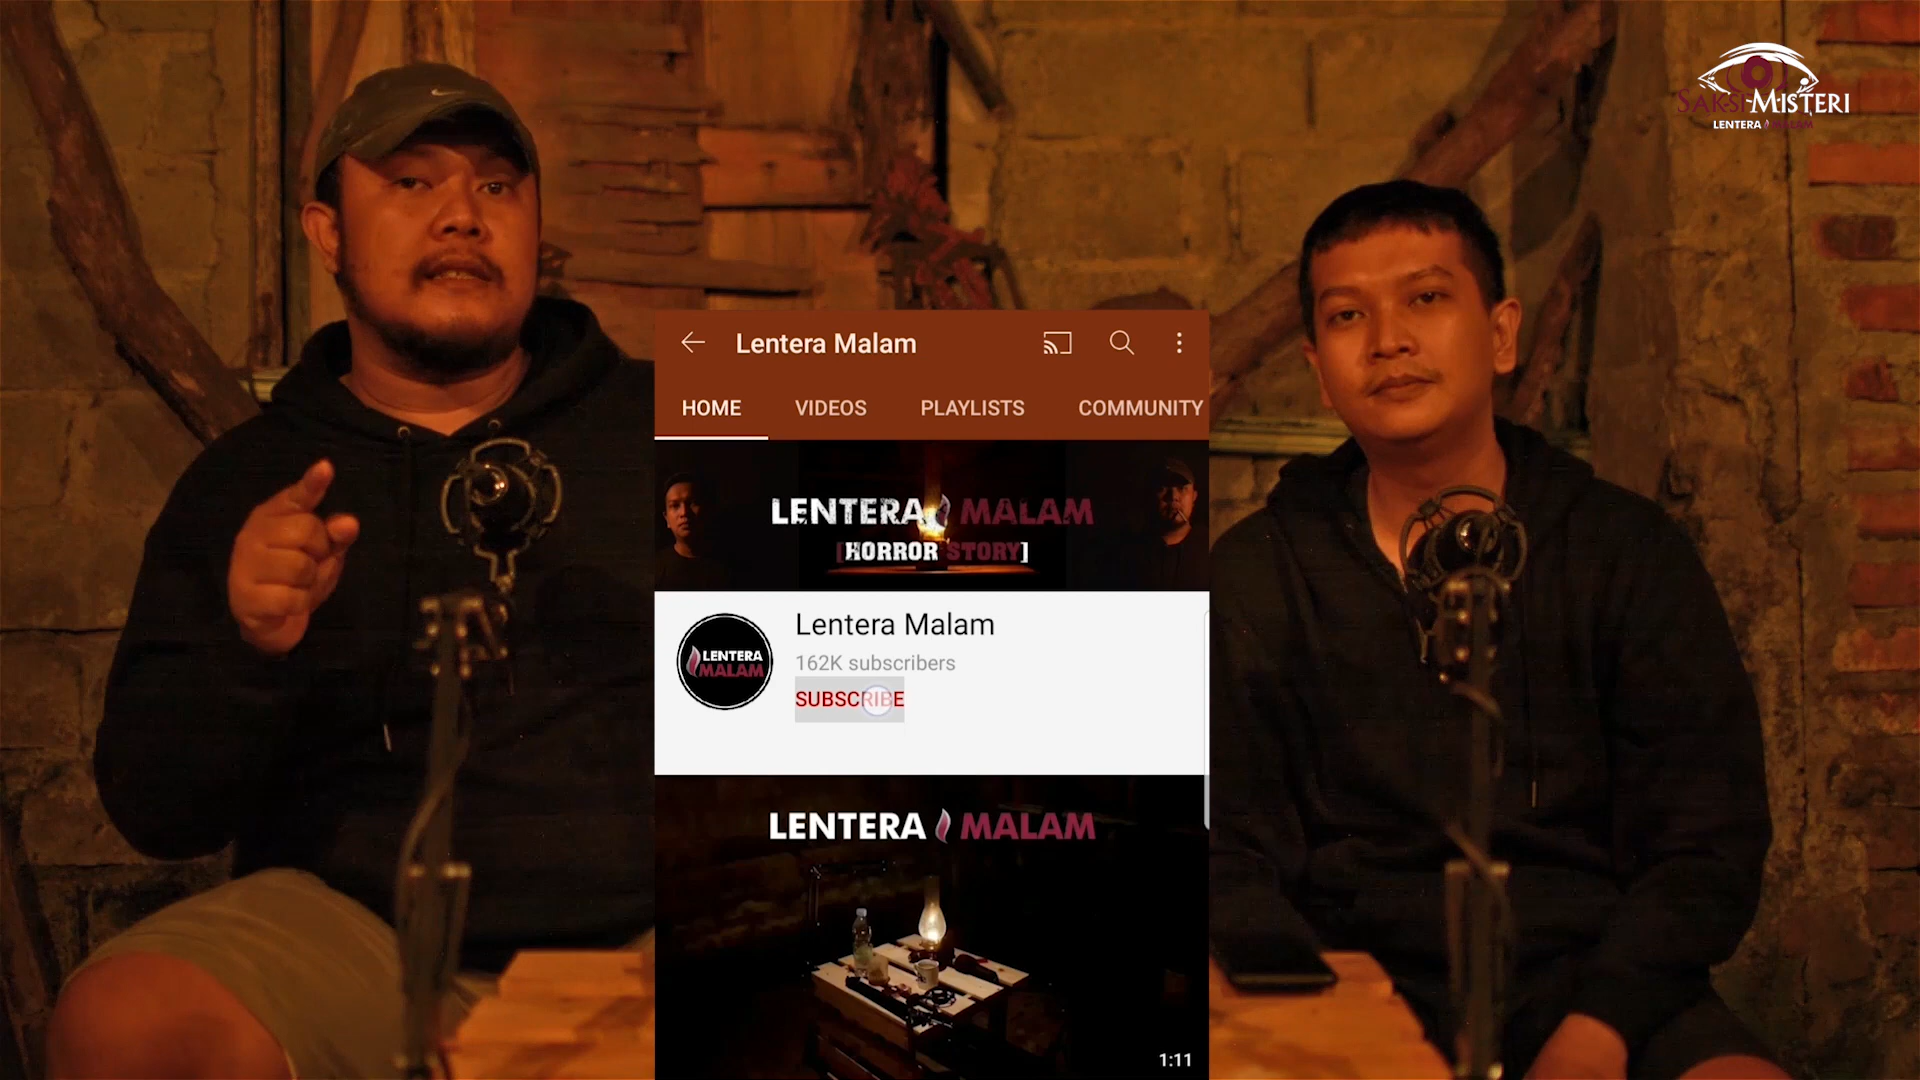 SAKSI MISTERI
LENTERA MALAM
Lentera Malam
HOME VIDEOS PLAYLISTS COMMUNITY
LENTERA MALAM
[HORROR STORY]
Lentera Malam
162K subscribers
SUBSCRIBE
LENTERA MALAM
LENTERA MALAM
1:11